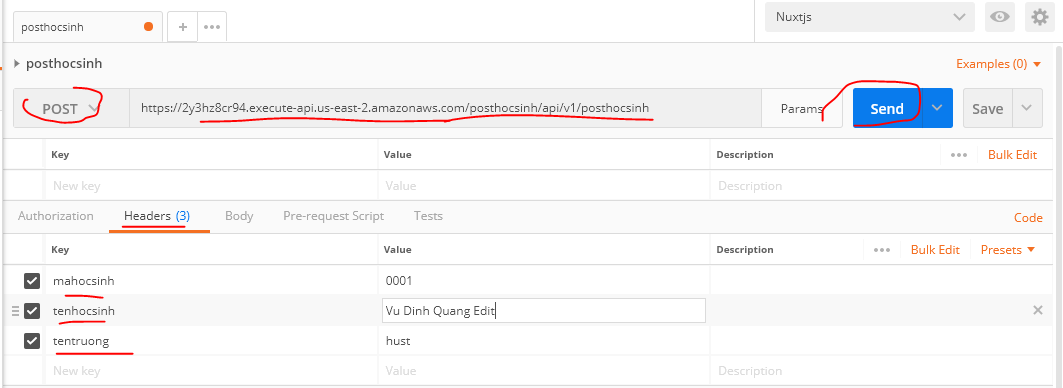 posthocsinh
Nuxtjs
posthocsinh
Examples (0)
POST
https://2y3hz8cr94.execute-api.us-east-2.amazonaws.com/posthocsinh/api/v1/posthocsinh
Params
Send
Save
Key Value Description ••• Bulk Edit
New key Value Description
Authorization Headers (3) Body Pre-request Script Tests Code
Key Value Description ••• Bulk Edit Presets
mahocsinh 0001
tenhocsinh Vu Dinh Quang Edit
tentruong hust
New key Value Description